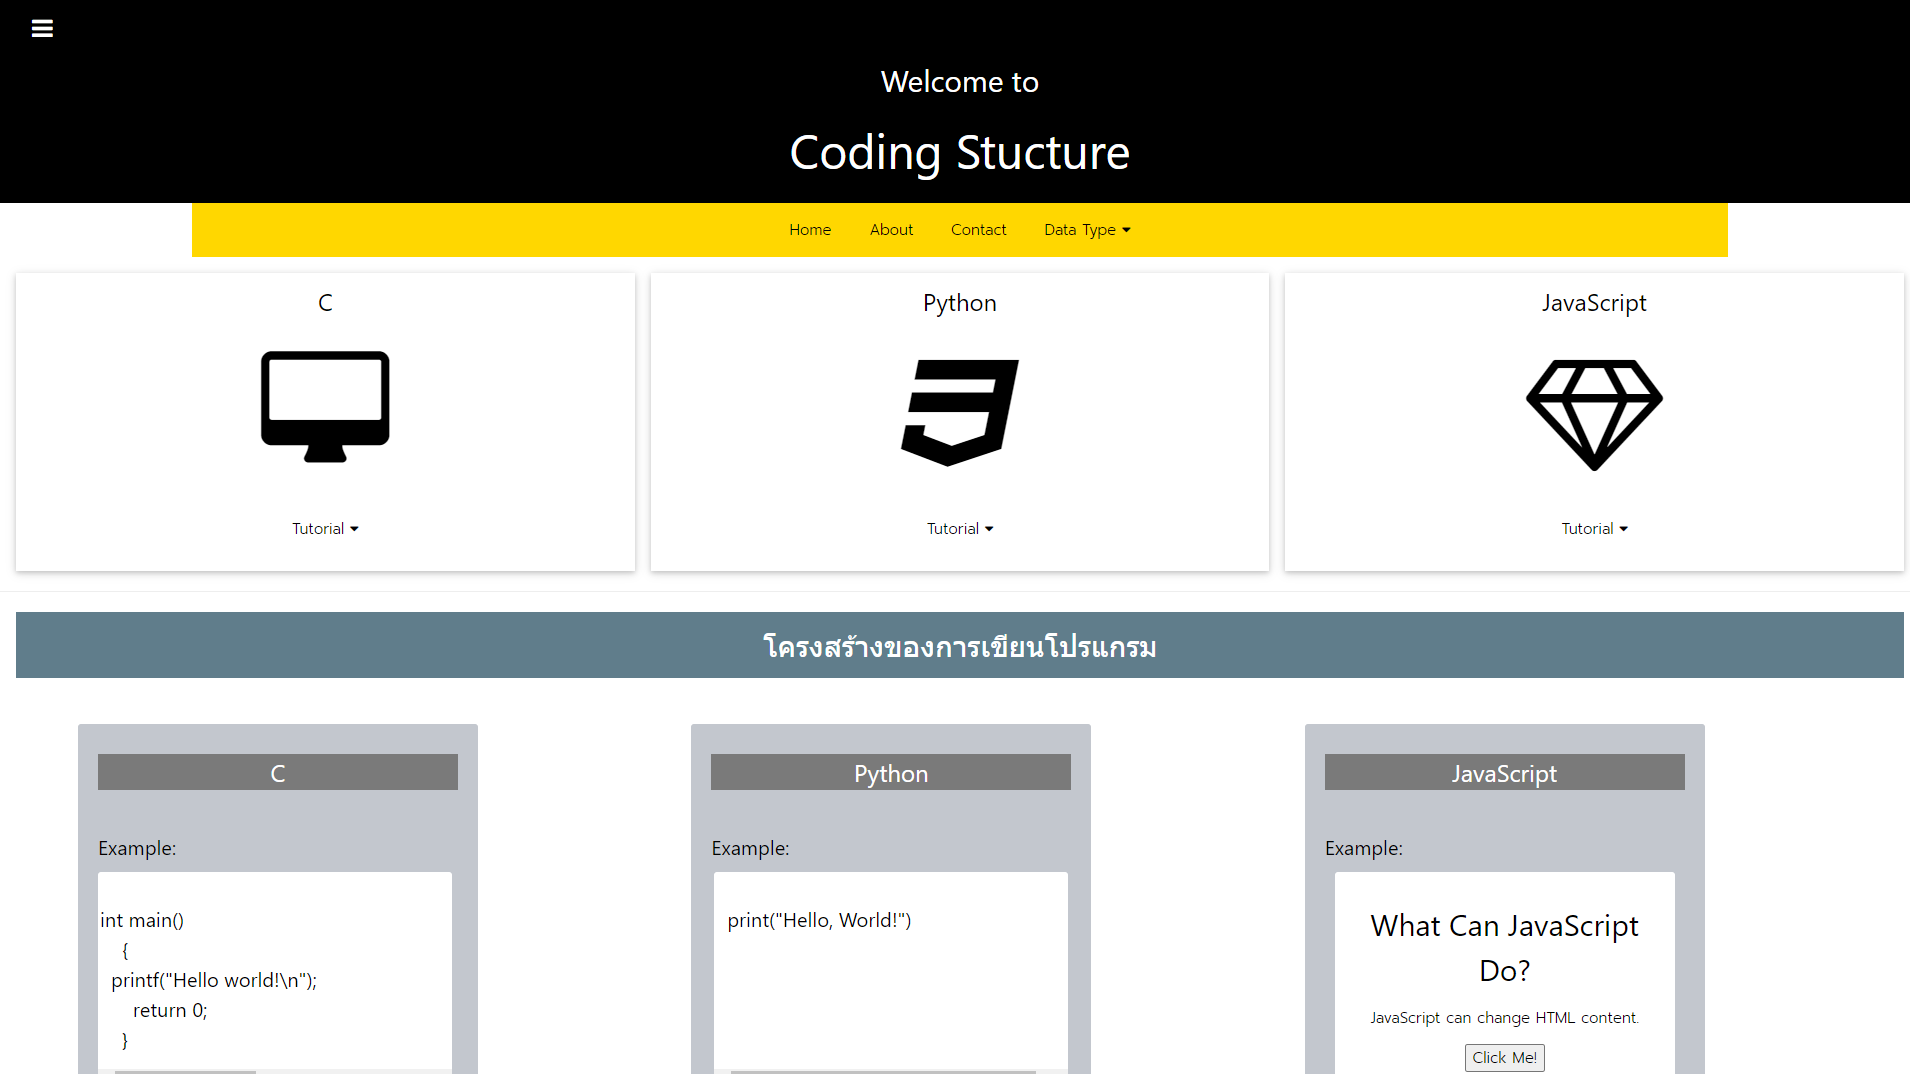 Welcome to
Coding Stucture
Home About Contact Data Type
C
Python
JavaScript
Tutorial
Tutorial
Tutorial
โครงสร้างของการเขียนโปรแกรม
C
Example:
int main()
{
printf("Hello world!\n");
return 0;
}
Python
Example:
print("Hello, World!")
JavaScript
Example:
What Can JavaScript
Do?
JavaScript can change HTML content.
Click Me!